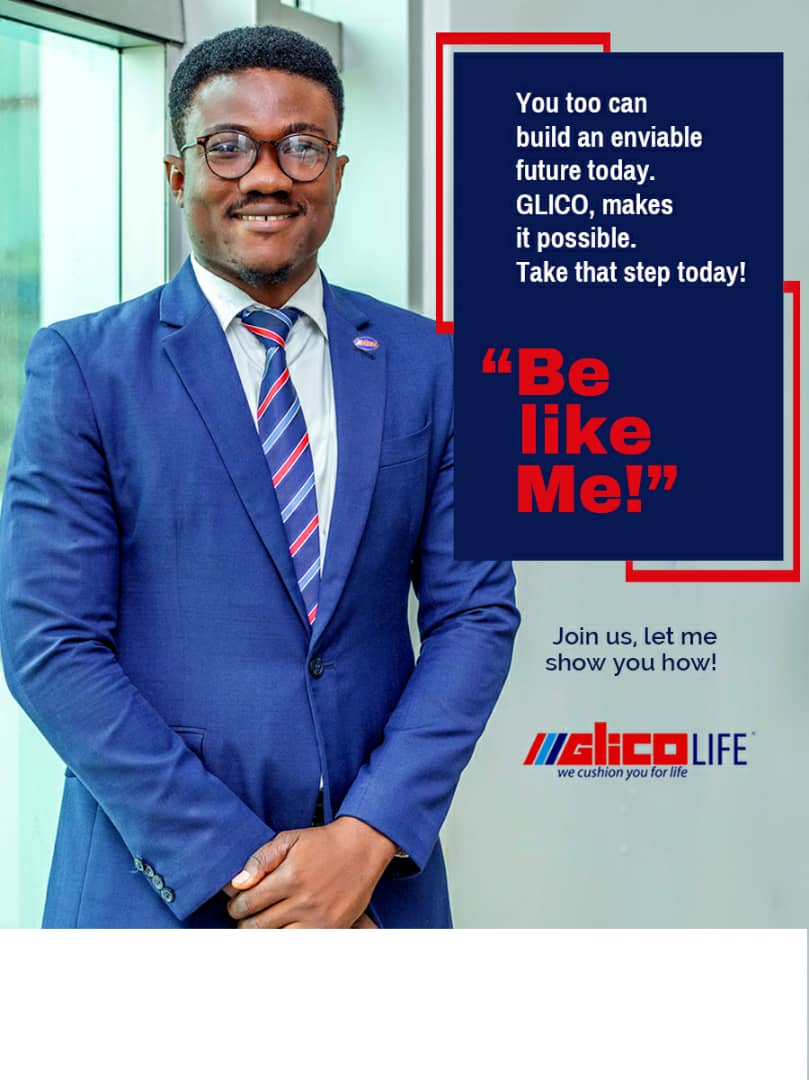 You too can
build an enviable
future today.
GLICO, makes
it possible.
Take that step today!
“Be
like
Me!”
Join us, let me
show you how!
GLICO LIFE
we cushion you for life